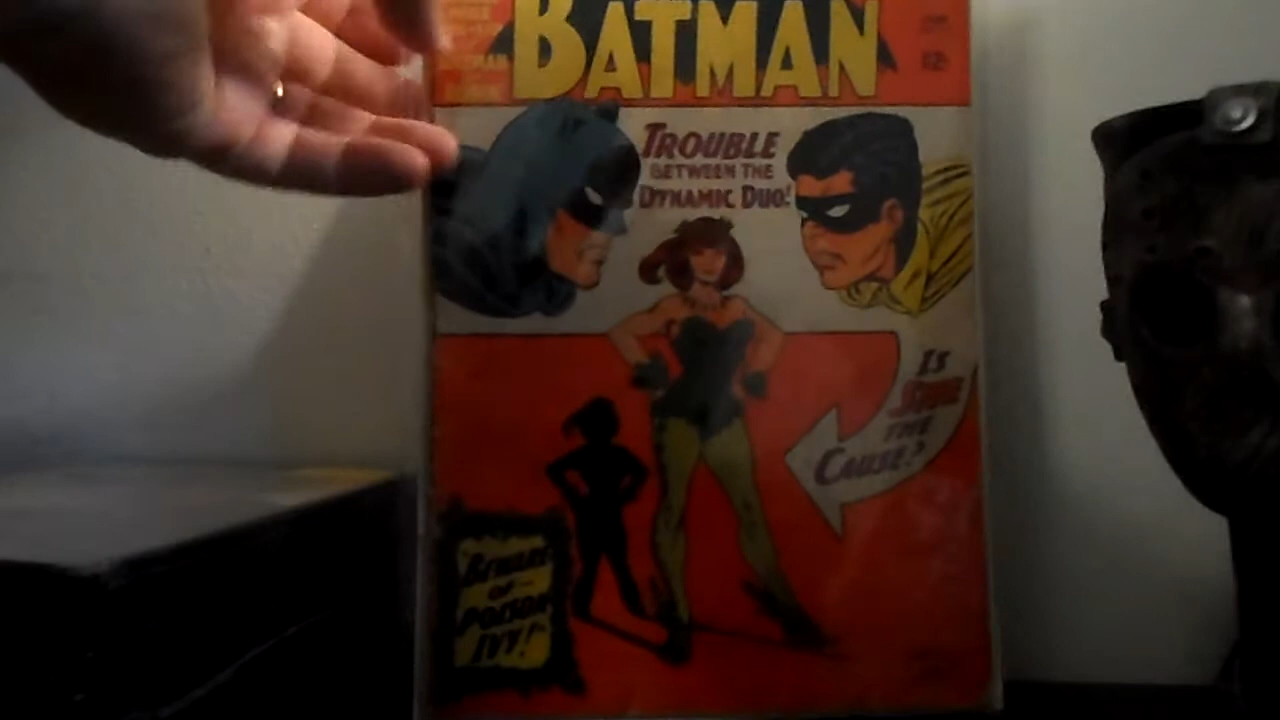 BATMAN
12¢
TROUBLE
BETWEEN THE
DYNAMIC DUO!
IS
SHE
THE
CAUSE?
BEWARE
OF--
POISON
IVY!